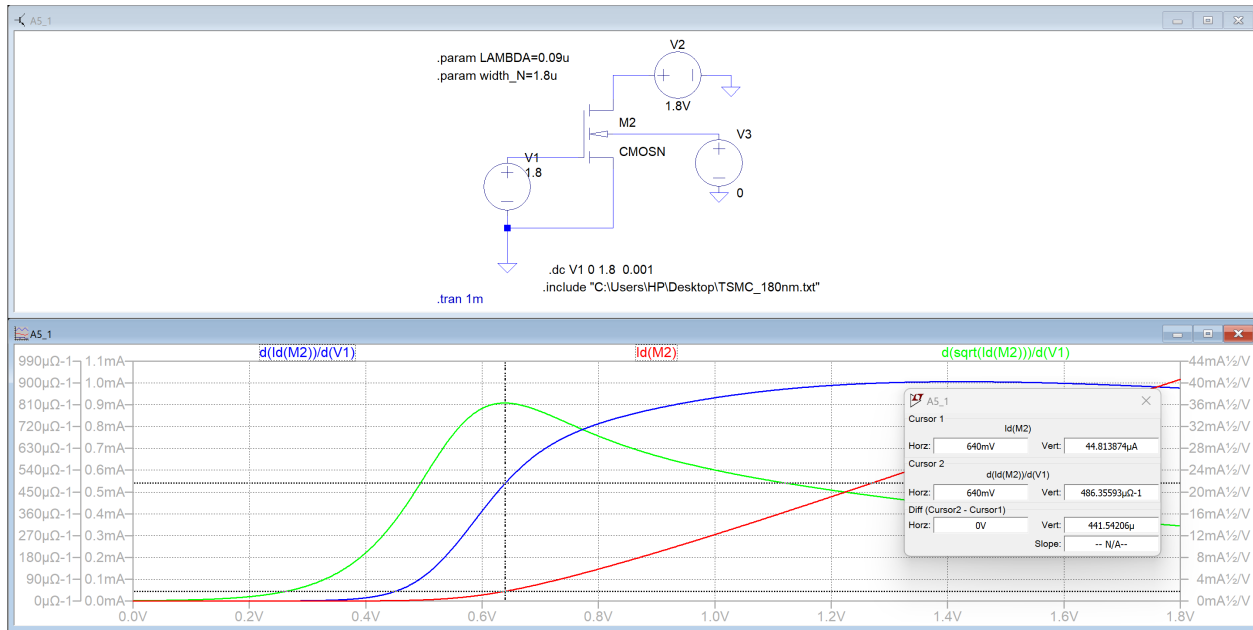 A5_1
.param LAMBDA=0.09u
.param width_N=1.8u
V2
1.8V
M2
CMOSN
V3
0
V1
1.8
.dc V1 0 1.8 0.001
.include "C:\Users\HP\Desktop\TSMC_180nm.txt"
.tran 1m
A5_1
d(Id(M2))/d(V1)
Id(M2)
d(sqrt(Id(M2)))/d(V1)
990µΩ-1 1.1mA 44mA½/V
900µΩ-1 1.0mA 40mA½/V
810µΩ-1 0.9mA 36mA½/V
720µΩ-1 0.8mA 32mA½/V
630µΩ-1 0.7mA 28mA½/V
540µΩ-1 0.6mA 24mA½/V
450µΩ-1 0.5mA 20mA½/V
360µΩ-1 0.4mA 16mA½/V
270µΩ-1 0.3mA 12mA½/V
180µΩ-1 0.2mA 8mA½/V
90µΩ-1 0.1mA 4mA½/V
0µΩ-1 0.0mA 0mA½/V
0.0V 0.2V 0.4V 0.6V 0.8V 1.0V 1.2V 1.4V 1.6V 1.8V
A5_1
Cursor 1
Id(M2)
Horz: 640mV Vert: 44.813874µA
Cursor 2
d(Id(M2))/d(V1)
Horz: 640mV Vert: 486.35593µΩ-1
Diff (Cursor2 - Cursor1)
Horz: 0V Vert: 441.54206µ
Slope: -- N/A--